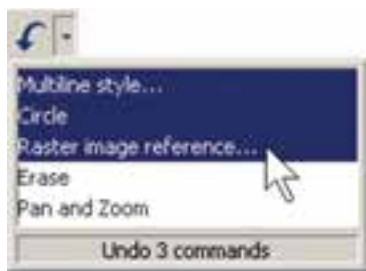 Multiline style...
Circle
Raster image reference...
Erase
Pan and Zoom
Undo 3 commands